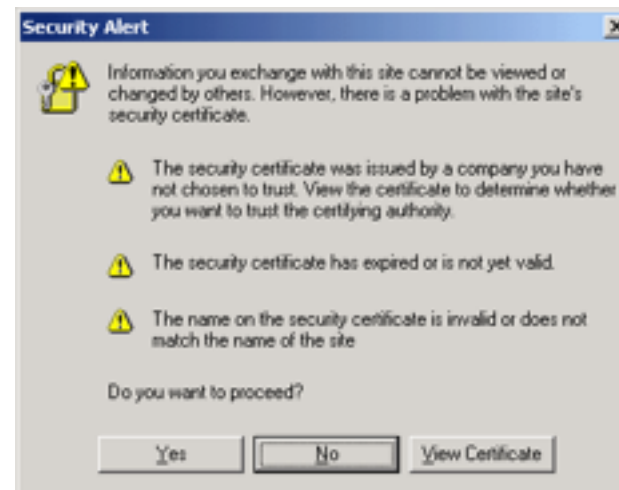 Security Alert
Information you exchange with this site cannot be viewed or
changed by others. However, there is a problem with the site's
security certificate.
The security certificate was issued by a company you have
not chosen to trust. View the certificate to determine whether
you want to trust the certifying authority.
The security certificate has expired or is not yet valid.
The name on the security certificate is invalid or does not
match the name of the site
Do you want to proceed?
Yes No View Certificate